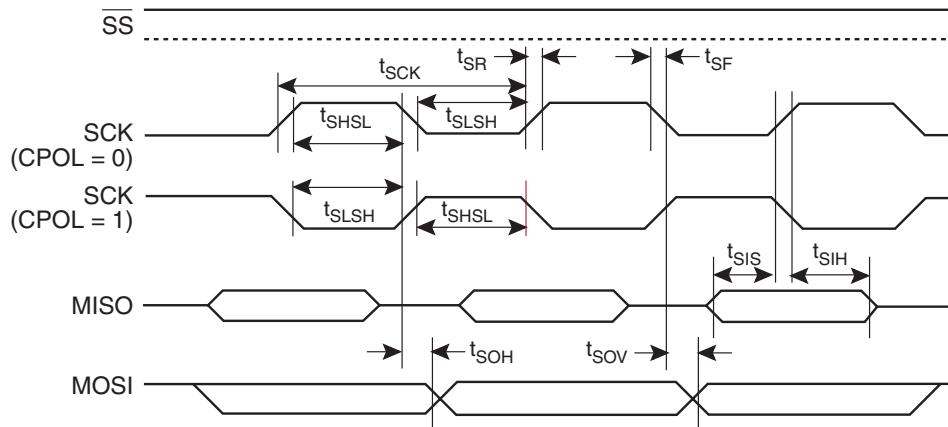 SS
tSR
tSF
tSCK
tSHSL
tSLSH
SCK
(CPOL = 0)
SCK
(CPOL = 1)
tSLSH
tSHSL
tSIS
tSIH
MISO
tSOH
tSOV
MOSI